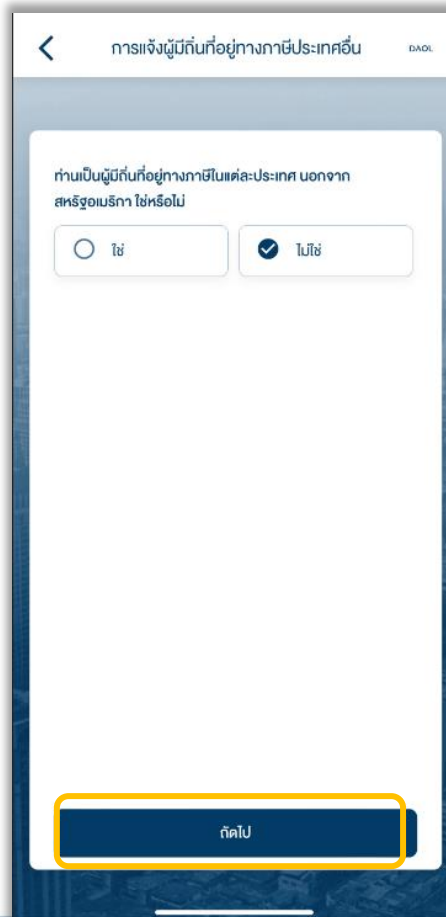 การแจ้งผู้มีถิ่นที่อยู่ทางภาษีประเทศอื่น
DAOL
ท่านเป็นผู้มีถิ่นที่อยู่ทางภาษีในแต่ละประเทศ นอกจาก
สหรัฐอเมริกา ใช่หรือไม่
ใช่
ไม่ใช่
ถัดไป